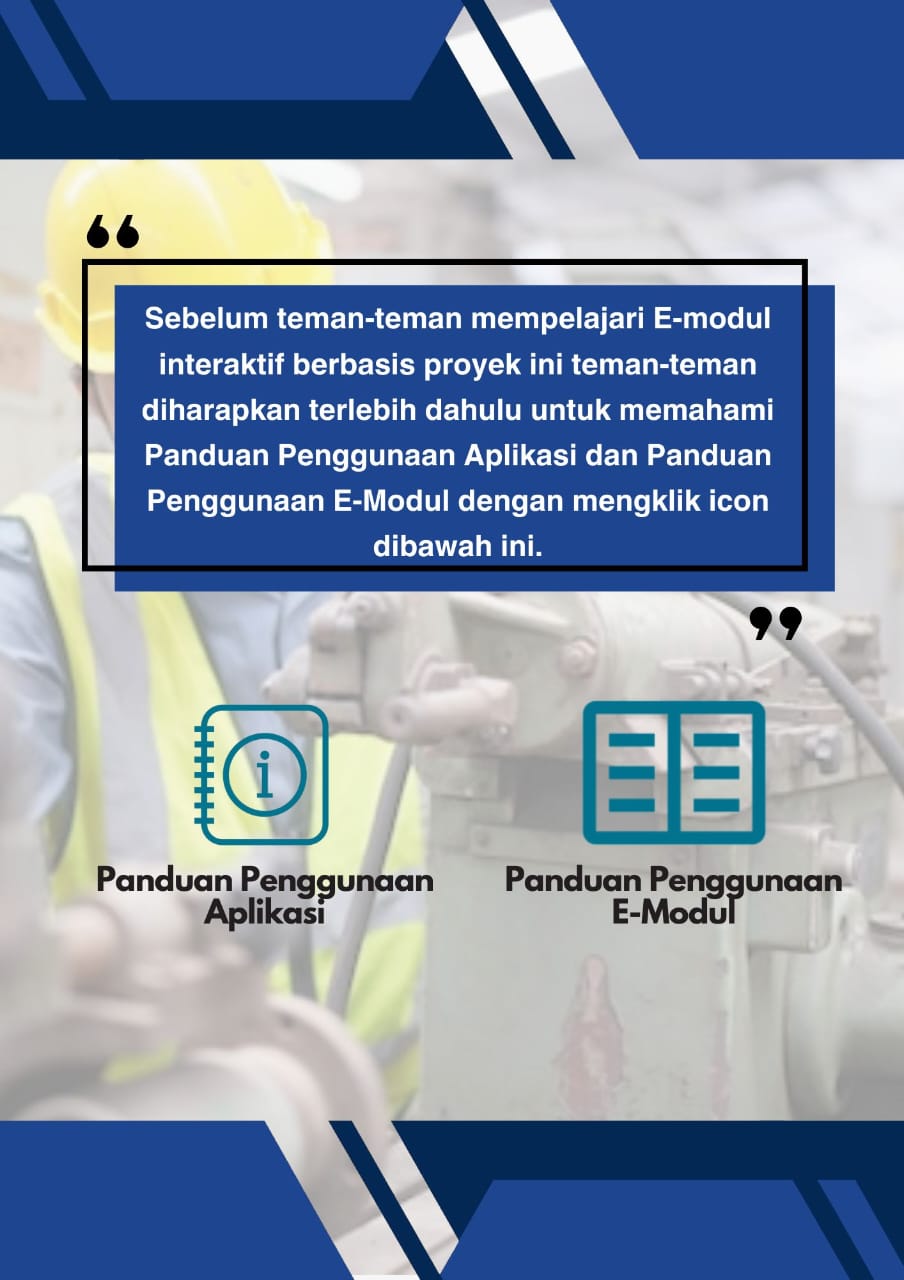 Sebelum teman-teman mempelajari E-modul
interaktif berbasis proyek ini teman-teman
diharapkan terlebih dahulu untuk memahami
Panduan Penggunaan Aplikasi dan Panduan
Penggunaan E-Modul dengan mengklik icon
dibawah ini.
i
Panduan Penggunaan
Aplikasi
Panduan Penggunaan
E-Modul